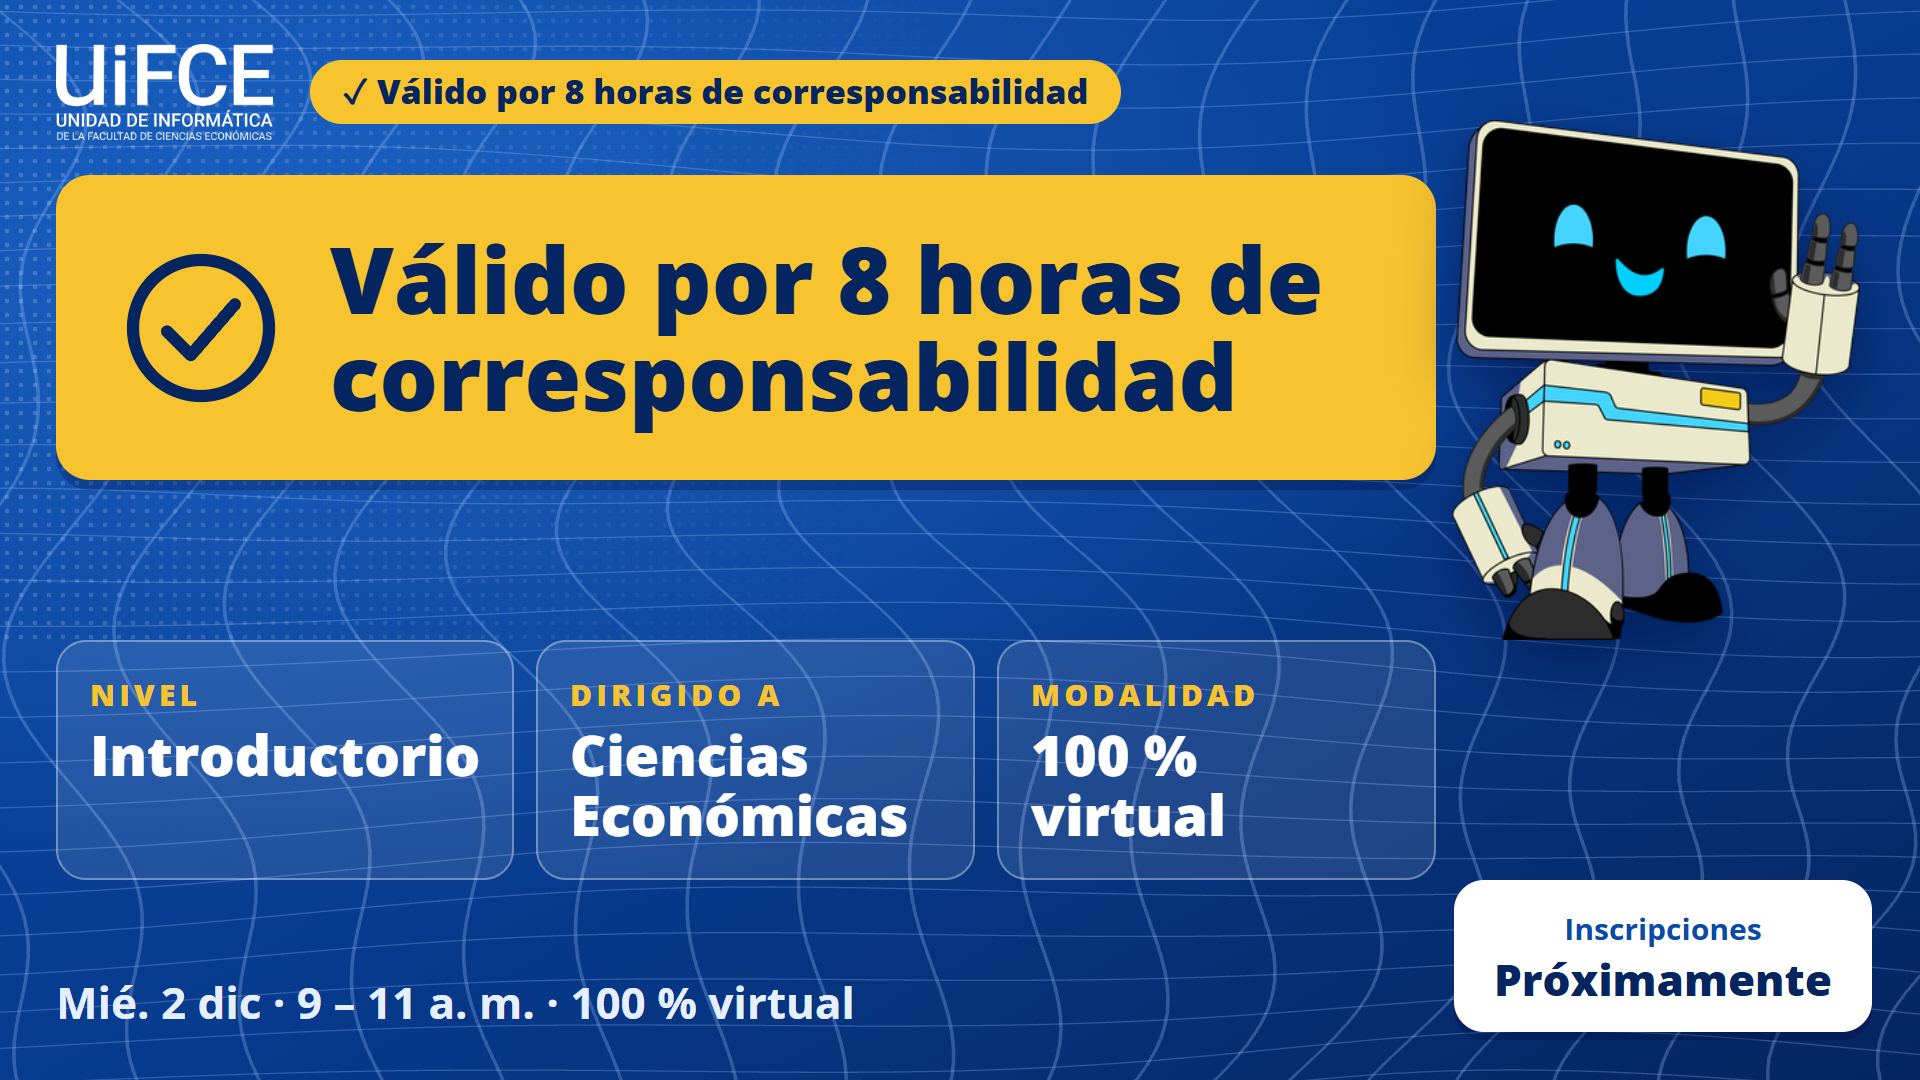 UiFCE
UNIDAD DE INFORMÁTICA
DE LA FACULTAD DE CIENCIAS ECONÓMICAS
✓ Válido por 8 horas de corresponsabilidad
Válido por 8 horas de
corresponsabilidad
NIVEL
Introductorio
DIRIGIDO A
Ciencias
Económicas
MODALIDAD
100 %
virtual
Mié. 2 dic · 9 – 11 a. m. · 100 % virtual
Inscripciones
Próximamente